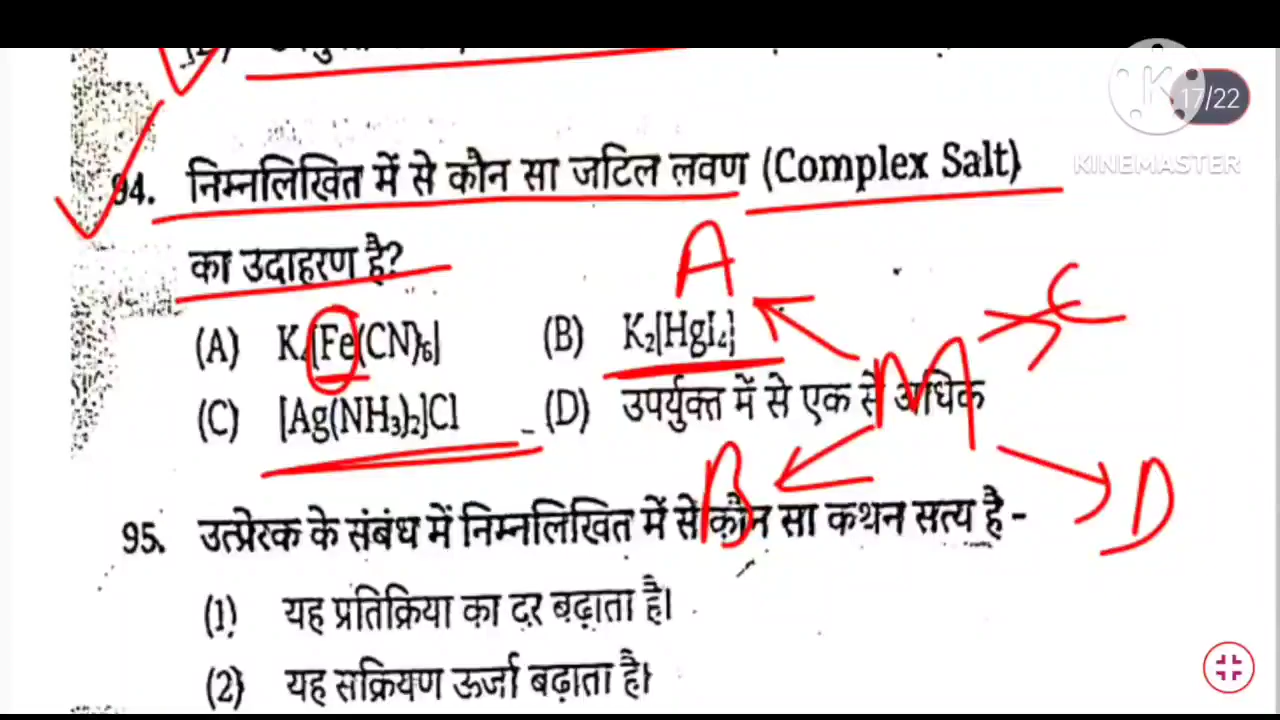 17/22
KINEMASTER
94. निम्नलिखित में से कौन सा जटिल लवण (Complex Salt)
का उदाहरण है?
A
(A) K4[Fe(CN)6] (B) K2[HgI4]
M
(C) [Ag(NH3)2]Cl (D) उपर्युक्त में से एक से अधिक
B D
95. उत्प्रेरक के संबंध में निम्नलिखित में से कौन सा कथन सत्य है -
(1) यह प्रतिक्रिया का दर बढ़ाता है।
(2) यह सक्रियण ऊर्जा बढ़ाता है।